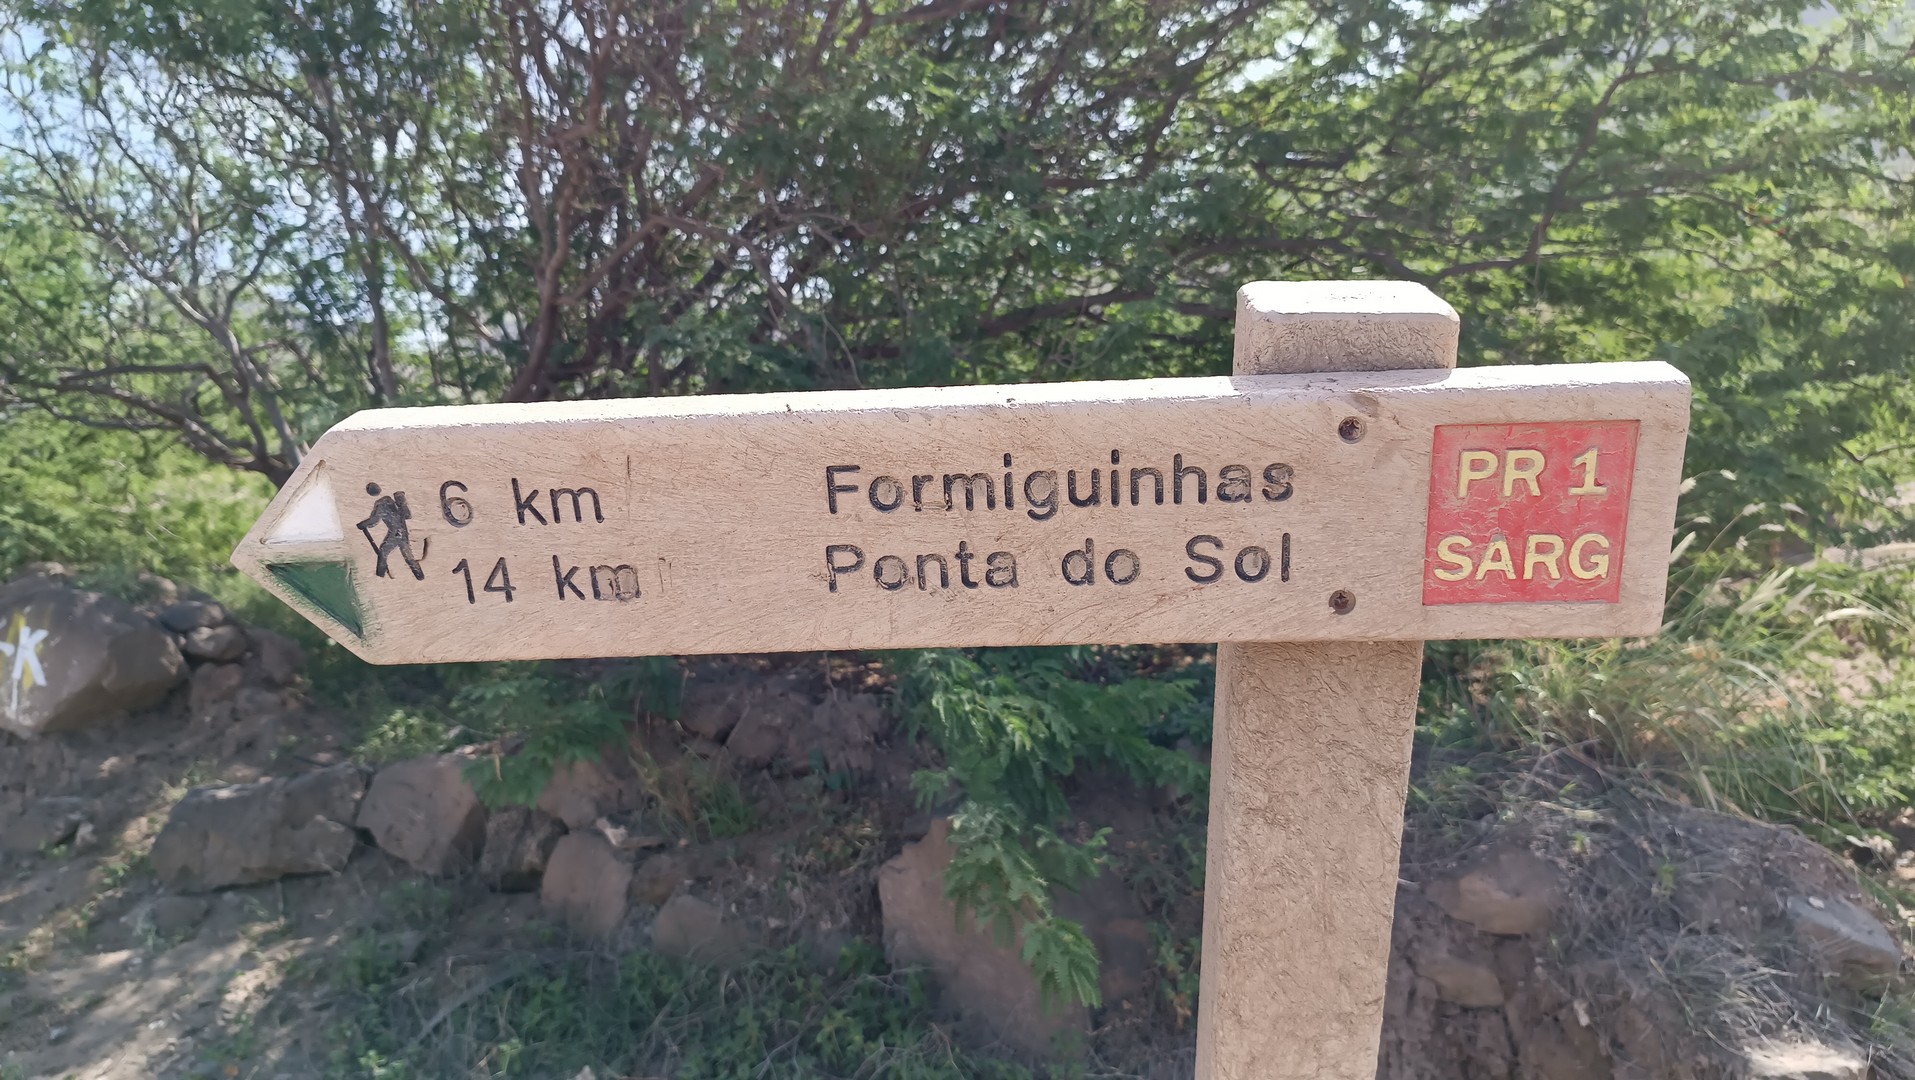 6 km Formiguinhas
14 km Ponta do Sol
PR 1
SARG